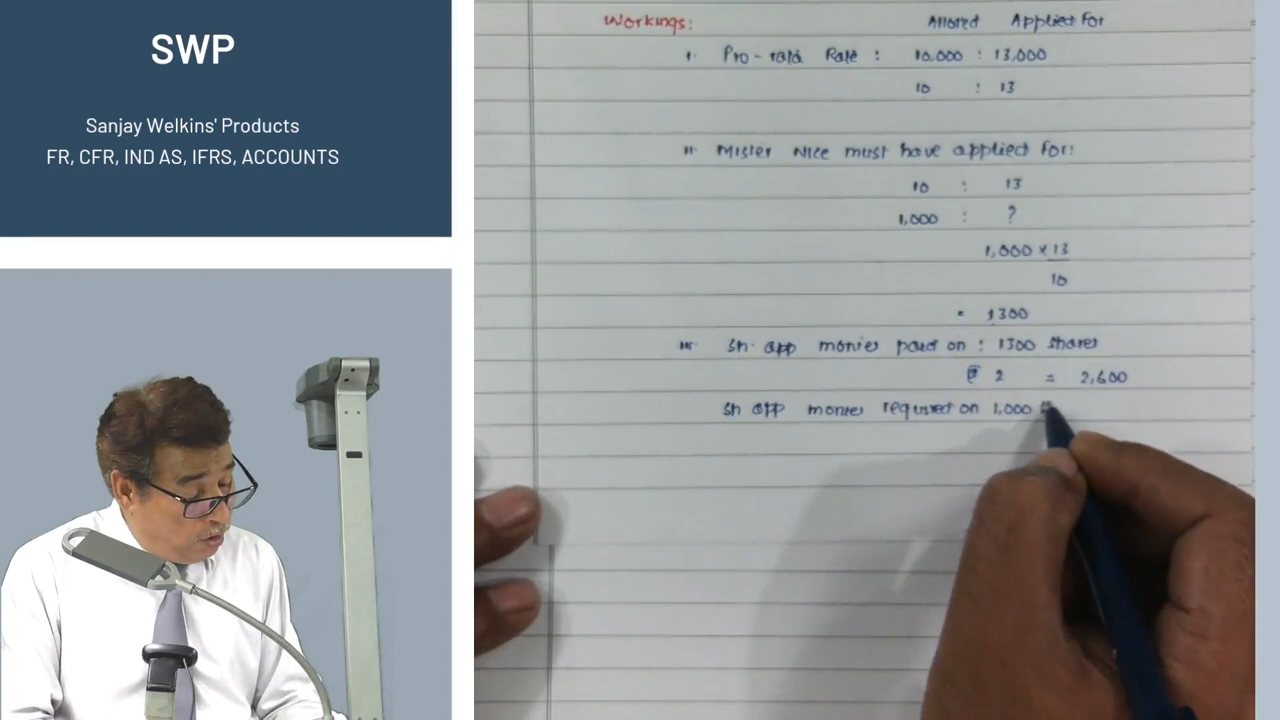 SWP
Sanjay Welkins' Products
FR, CFR, IND AS, IFRS, ACCOUNTS
Workings: Allored Applied For
I. Pro-rata Rate : 10,000 : 13,000
10 : 13
II. Mister Nice must have applied for:
10 : 13
1,000 : ?
1,000 × 13
10
= 1300
III. Sh. app monies paid on : 1300 shares
@ 2 = 2,600
Sh app monies required on 1,000